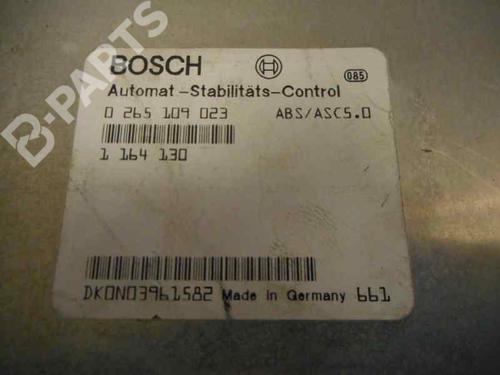 B-PARTS
BOSCH
085
Automat-Stabilitäts-Control
0 265 109 023 ABS/ASC5.0
1 164 130
DK0N03961582 Made in Germany 661